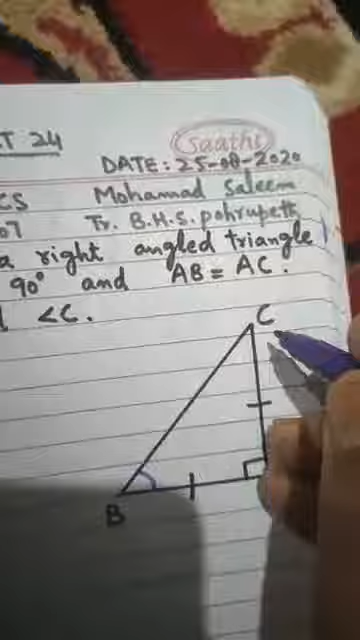 T 24
Saathi
DATE: 25-08-2020
CS Mohamad Saleem
07 Tr. B.H.S. pohrupeth
a right angled triangle
90° and AB = AC.
<C.
C
B